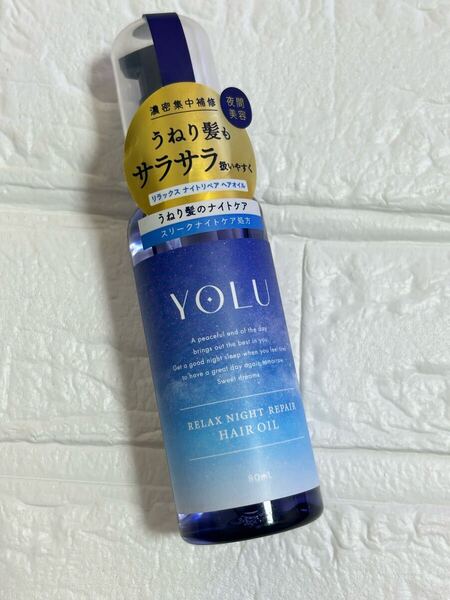 濃密集中補修
夜間
美容
うねり髪も
サラサラ扱いやすく
リラックス ナイトリペア ヘアオイル
うねり髪のナイトケア
スリークナイトケア処方
YOLU
A peaceful end of the day
brings out the best in you.
Get a good night sleep when you feel tired
to have a great day again tomorrow.
Sweet dreams.
RELAX NIGHT REPAIR
HAIR OIL
80mL